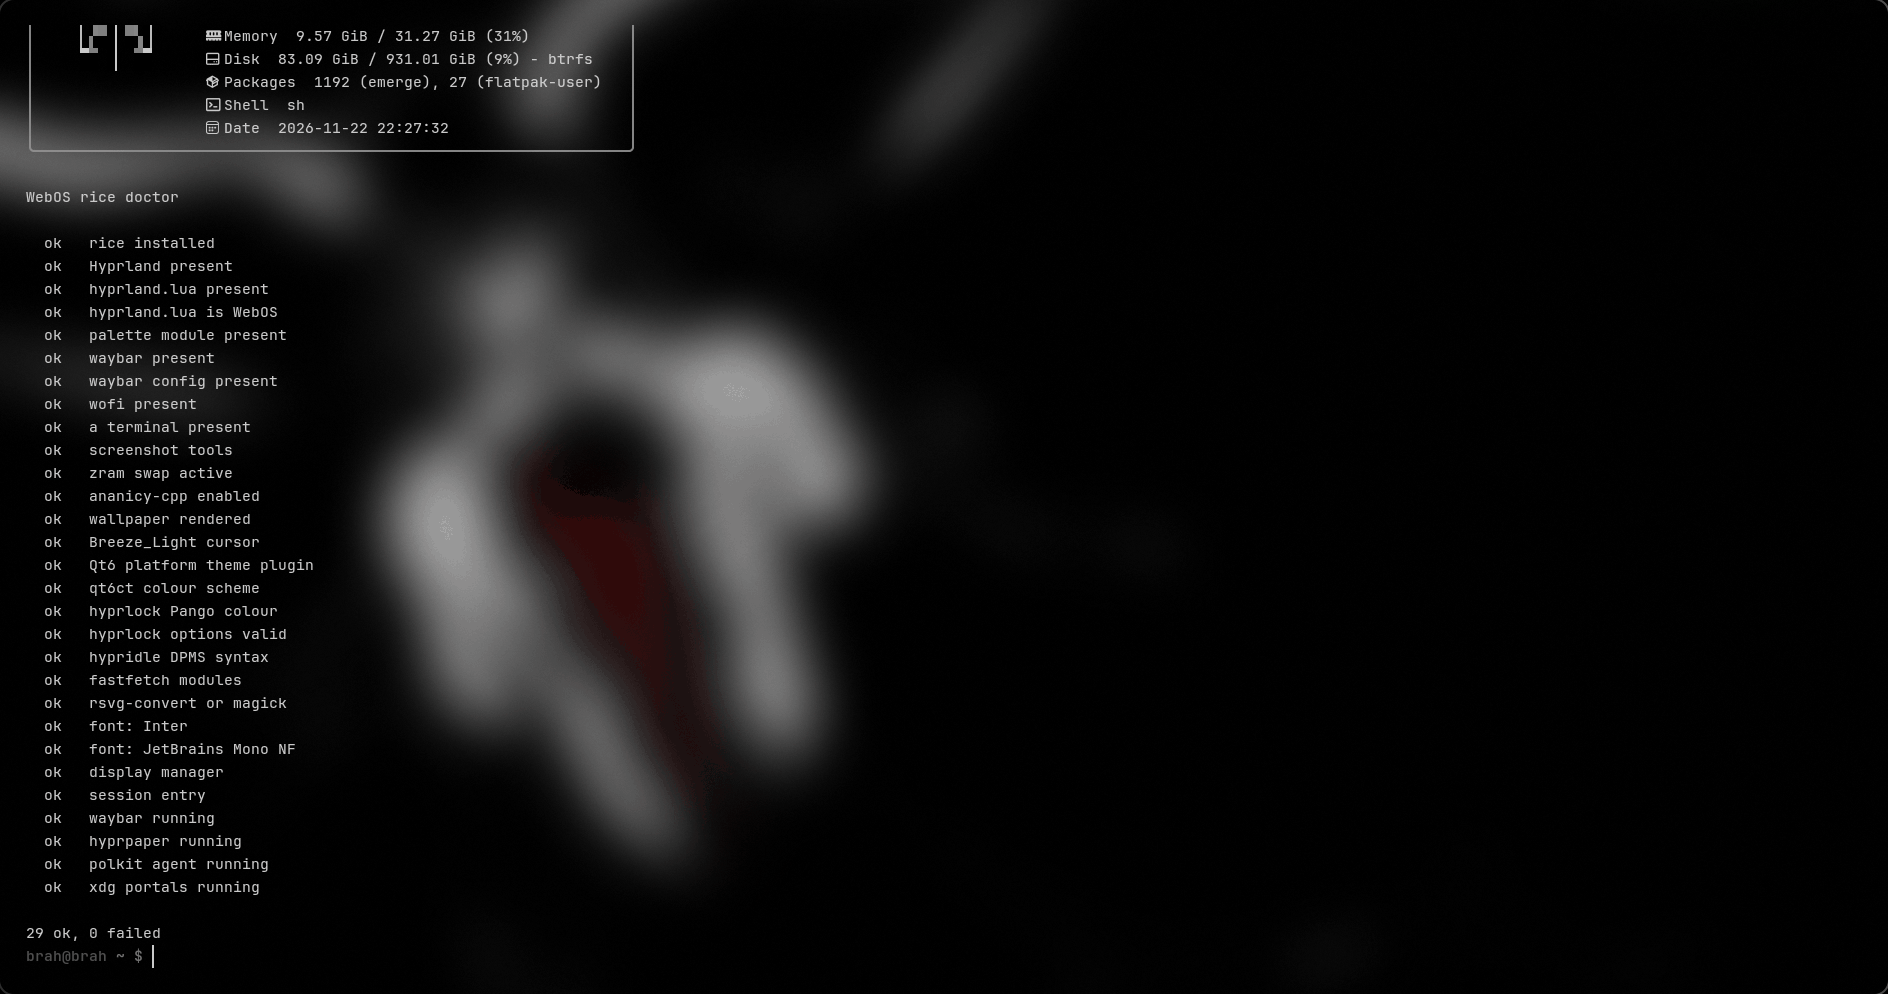 Memory  9.57 GiB / 31.27 GiB (31%)
Disk  83.09 GiB / 931.01 GiB (9%) - btrfs
Packages  1192 (emerge), 27 (flatpak-user)
Shell  sh
Date  2026-11-22 22:27:32
WebOS rice doctor
ok   rice installed
ok   Hyprland present
ok   hyprland.lua present
ok   hyprland.lua is WebOS
ok   palette module present
ok   waybar present
ok   waybar config present
ok   wofi present
ok   a terminal present
ok   screenshot tools
ok   zram swap active
ok   ananicy-cpp enabled
ok   wallpaper rendered
ok   Breeze_Light cursor
ok   Qt6 platform theme plugin
ok   qt6ct colour scheme
ok   hyprlock Pango colour
ok   hyprlock options valid
ok   hypridle DPMS syntax
ok   fastfetch modules
ok   rsvg-convert or magick
ok   font: Inter
ok   font: JetBrains Mono NF
ok   display manager
ok   session entry
ok   waybar running
ok   hyprpaper running
ok   polkit agent running
ok   xdg portals running
29 ok, 0 failed
brah@brah ~ $